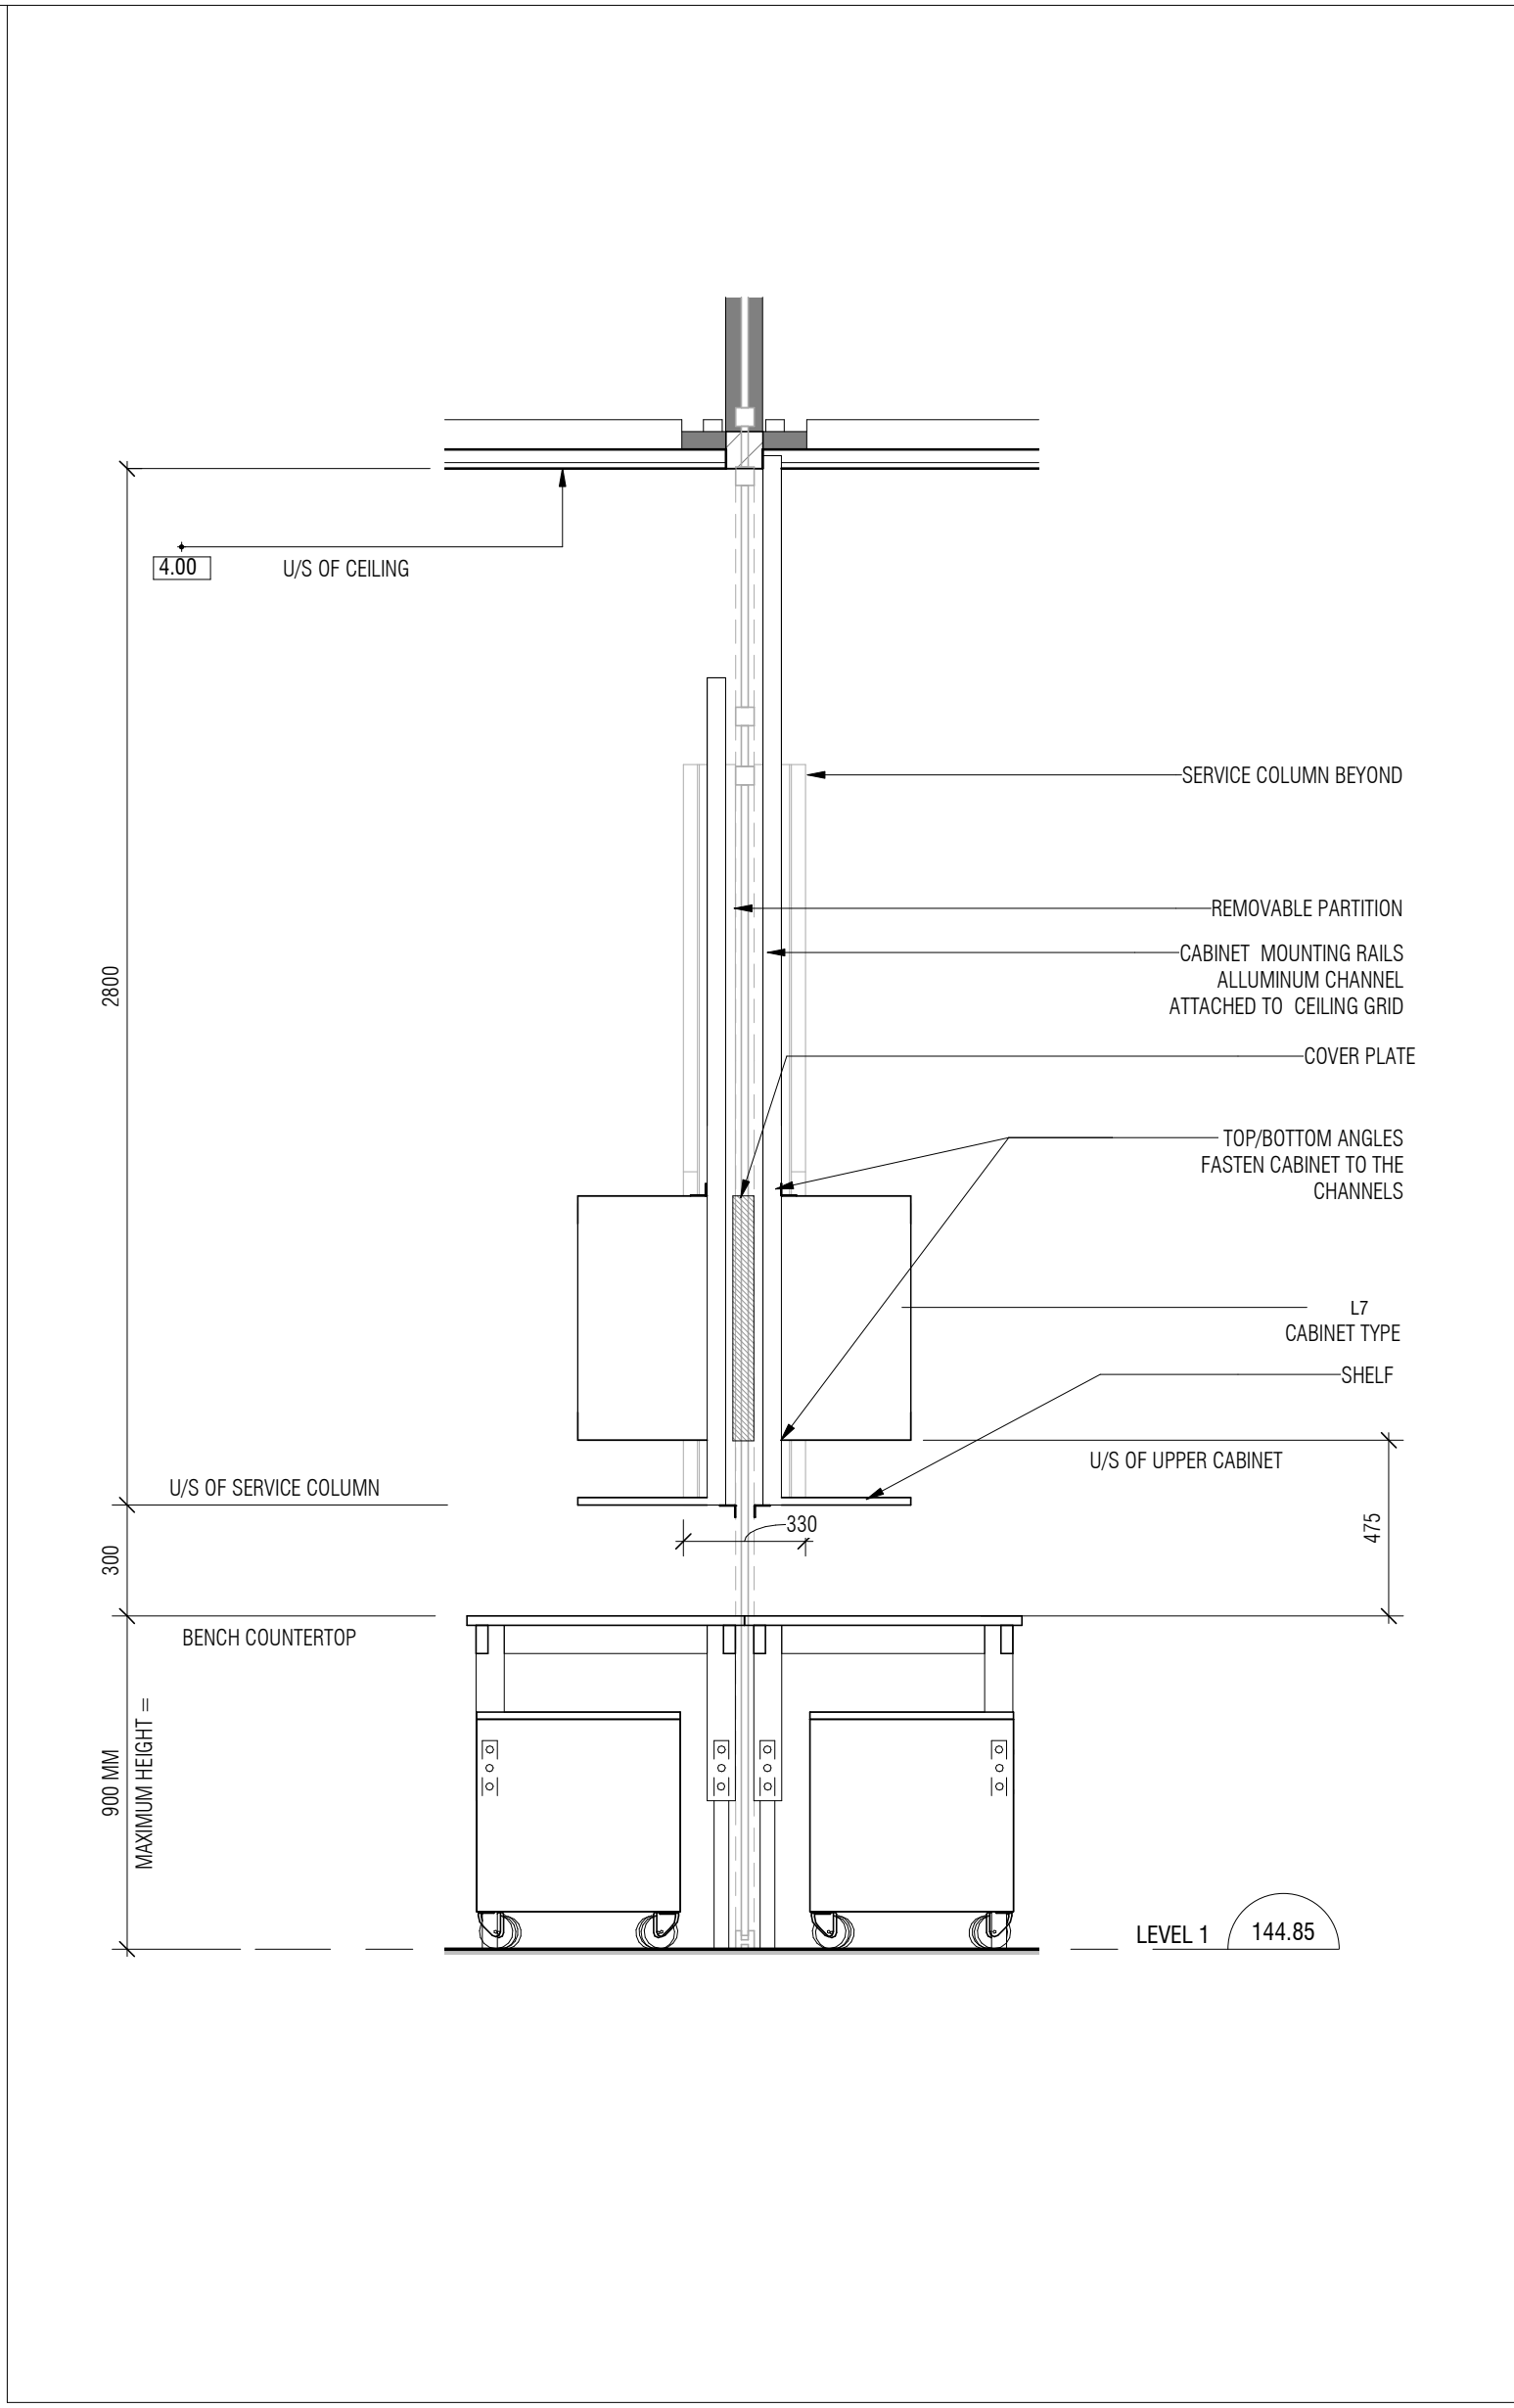 4.00
U/S OF CEILING
SERVICE COLUMN BEYOND
REMOVABLE PARTITION
2800
CABINET MOUNTING RAILS
ALLUMINUM CHANNEL
ATTACHED TO CEILING GRID
COVER PLATE
TOP/BOTTOM ANGLES
FASTEN CABINET TO THE
CHANNELS
L7
CABINET TYPE
SHELF
U/S OF UPPER CABINET
U/S OF SERVICE COLUMN
330
475
300
BENCH COUNTERTOP
900 MM
MAXIMUM HEIGHT =
LEVEL 1
144.85